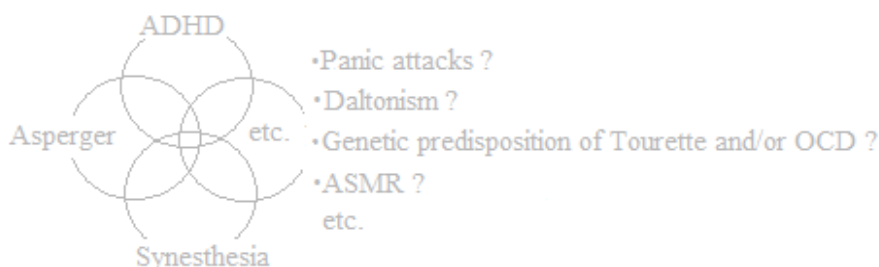 ADHD
Asperger
etc.
Synesthesia
•Panic attacks ?
•Daltonism ?
•Genetic predisposition of Tourette and/or OCD ?
•ASMR ?
etc.